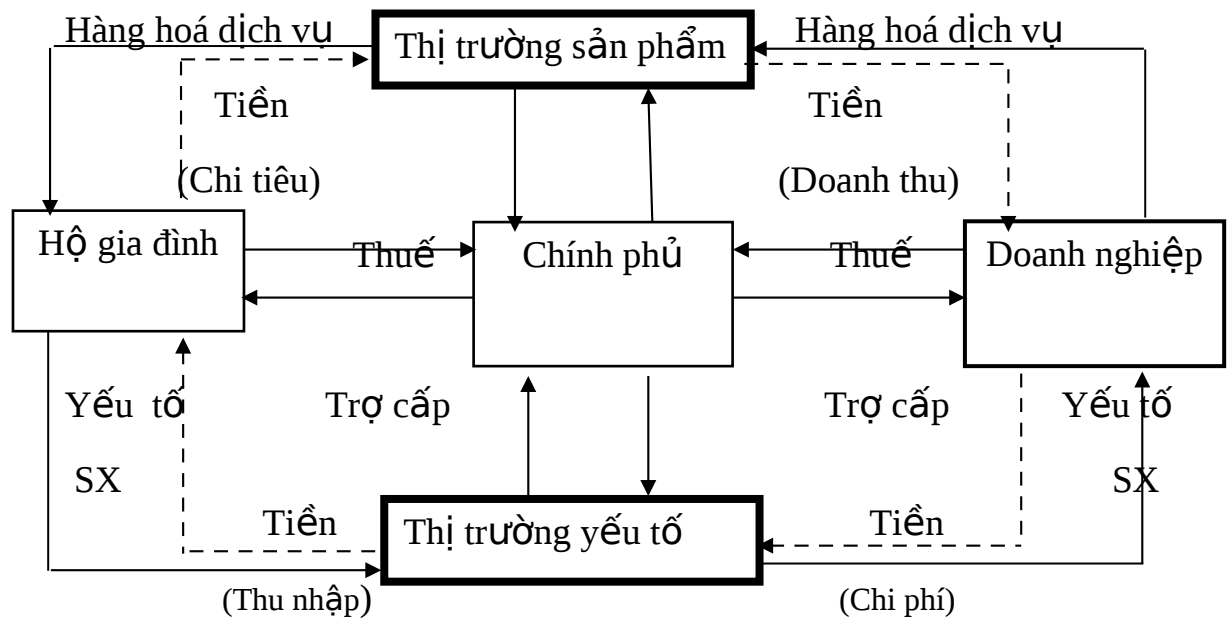 Hàng hoá dịch vụ
Thị trường sản phẩm
Hàng hoá dịch vụ
Tiền
Tiền
(Chi tiêu)
(Doanh thu)
Hộ gia đình
Thuế
Chính phủ
Thuế
Doanh nghiệp
Yếu tố
Trợ cấp
Trợ cấp
Yếu tố
SX
SX
Tiền
Thị trường yếu tố
Tiền
(Thu nhập)
(Chi phí)